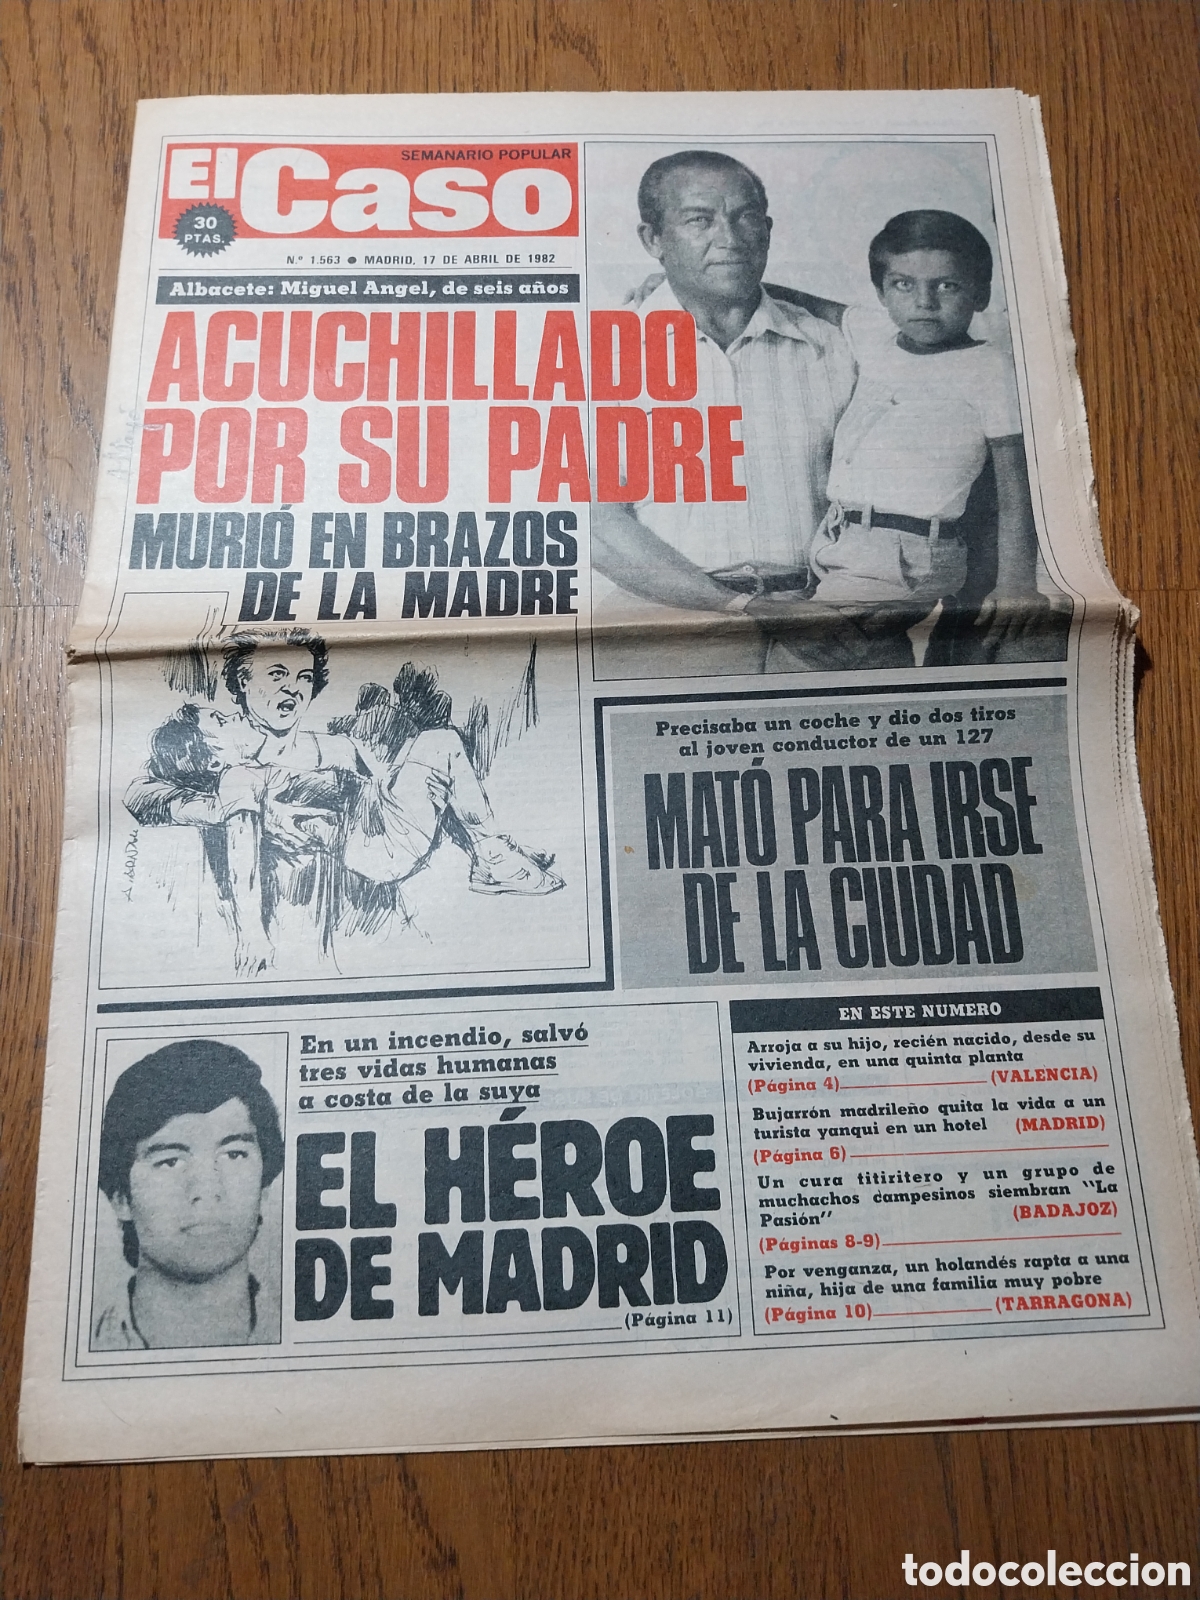 SEMANARIO POPULAR
El Caso
30
PTAS.
N.º 1.563 ● MADRID, 17 DE ABRIL DE 1982
Albacete: Miguel Angel, de seis años
ACUCHILLADO
POR SU PADRE
MURIÓ EN BRAZOS
DE LA MADRE
Precisaba un coche y dio dos tiros
al joven conductor de un 127
MATÓ PARA IRSE
DE LA CIUDAD
En un incendio, salvó
tres vidas humanas
a costa de la suya
EL HÉROE
DE MADRID
(Página 11)
EN ESTE NUMERO
Arroja a su hijo, recién nacido, desde su
vivienda, en una quinta planta
(Página 4) (VALENCIA)
Bujarrón madrileño quita la vida a un
turista yanqui en un hotel (MADRID)
(Página 6)
Un cura titiritero y un grupo de
muchachos campesinos siembran "La
Pasión" (BADAJOZ)
(Páginas 8-9)
Por venganza, un holandés rapta a una
niña, hija de una familia muy pobre
(Página 10) (TARRAGONA)
todocoleccion